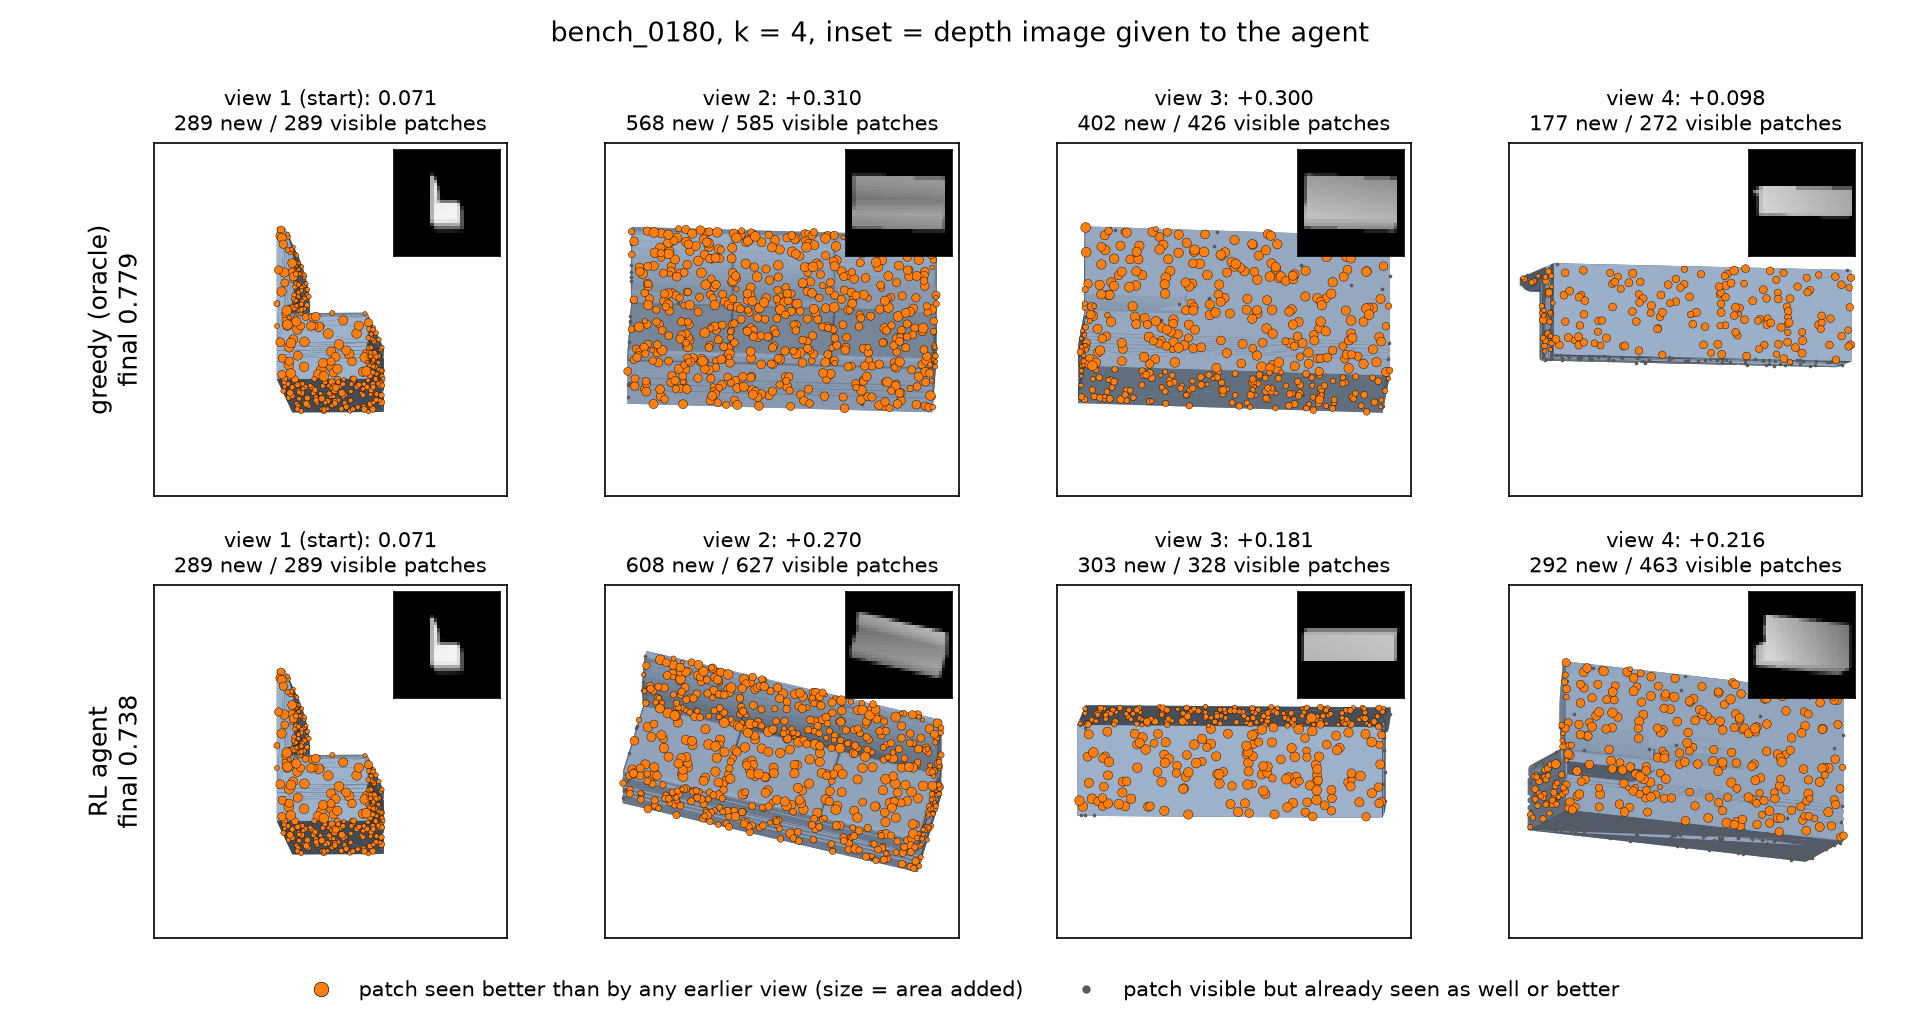 bench_0180, k = 4, inset = depth image given to the agent
view 1 (start): 0.071
289 new / 289 visible patches
view 2: +0.310
568 new / 585 visible patches
view 3: +0.300
402 new / 426 visible patches
view 4: +0.098
177 new / 272 visible patches
greedy (oracle)
final 0.779
view 1 (start): 0.071
289 new / 289 visible patches
view 2: +0.270
608 new / 627 visible patches
view 3: +0.181
303 new / 328 visible patches
view 4: +0.216
292 new / 463 visible patches
RL agent
final 0.738
patch seen better than by any earlier view (size = area added)
patch visible but already seen as well or better